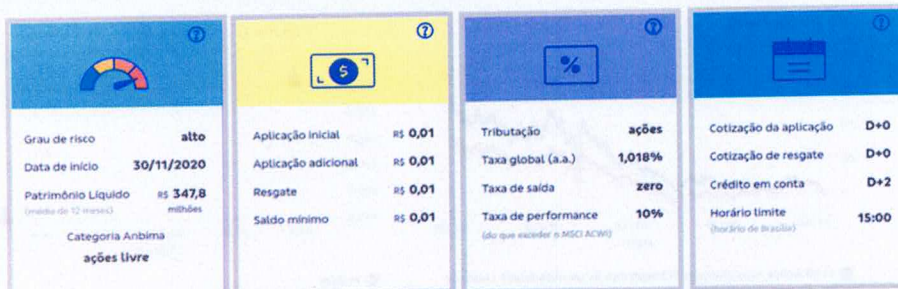 ?
Grau de risco alto
Data de início 30/11/2020
Patrimônio Líquido R$ 347,8
(média de 12 meses) milhões
Categoria Anbima
ações livre
?
$
Aplicação inicial R$ 0,01
Aplicação adicional R$ 0,01
Resgate R$ 0,01
Saldo mínimo R$ 0,01
?
%
Tributação ações
Taxa global (a.a.) 1,018%
Taxa de saída zero
Taxa de performance 10%
(do que exceder o MSCI ACWI)
?
Cotização da aplicação D+0
Cotização de resgate D+0
Crédito em conta D+2
Horário limite 15:00
(horário de Brasília)